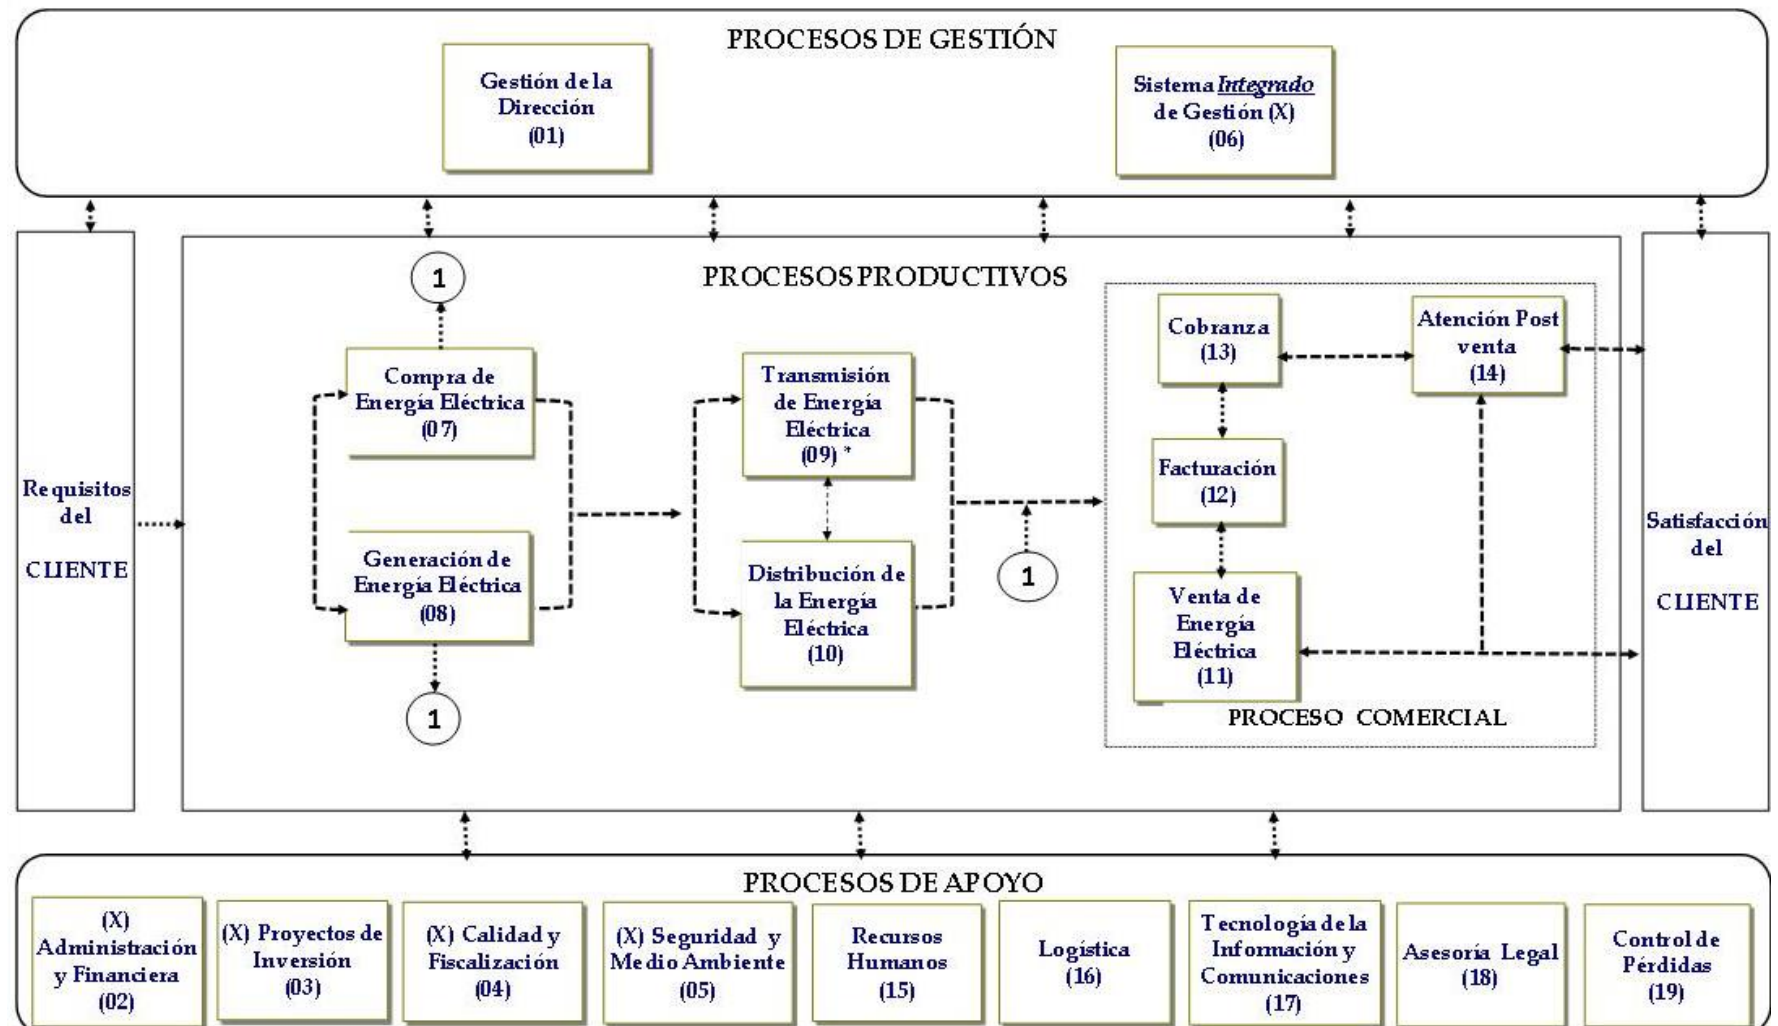 PROCESOS DE GESTIÓN
Gestión de la
Dirección
(01)
Sistema Integrado
de Gestión (X)
(06)
Requisitos
del
CLIENTE
PROCESOS PRODUCTIVOS
1
Compra de
Energía Eléctrica
(07)
Generación de
Energía Eléctrica
(08)
1
Transmisión
de Energía
Eléctrica
(09) *
Distribución de
la Energía
Eléctrica
(10)
1
Cobranza
(13)
Atención Post
venta
(14)
Facturación
(12)
Venta de
Energía
Eléctrica
(11)
PROCESO COMERCIAL
Satisfacción
del
CLIENTE
PROCESOS DE APOYO
(X)
Administración
y Financiera
(02)
(X) Proyectos de
Inversión
(03)
(X) Calidad y
Fiscalización
(04)
(X) Seguridad y
Medio Ambiente
(05)
Recursos
Humanos
(15)
Logística
(16)
Tecnología de la
Información y
Comunicaciones
(17)
Asesoría Legal
(18)
Control de
Pérdidas
(19)